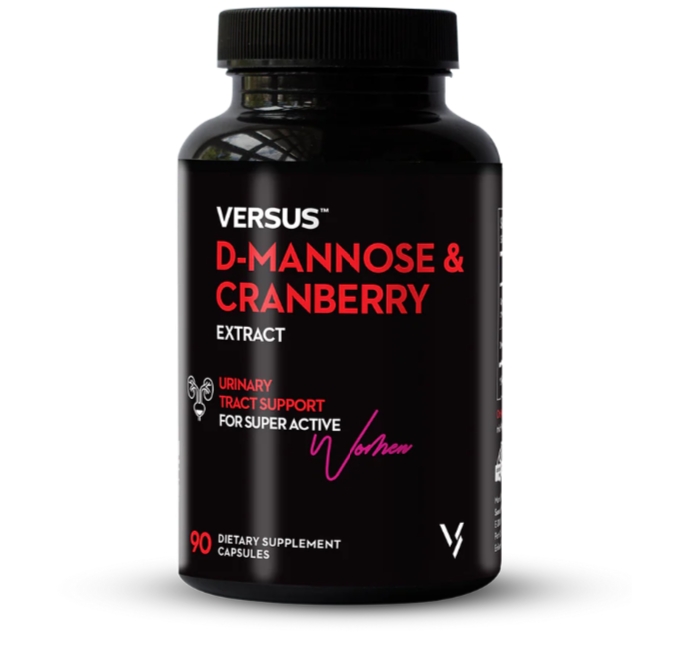 VERSUS™
D-MANNOSE &
CRANBERRY
EXTRACT
URINARY
TRACT SUPPORT
FOR SUPER ACTIVE
Women
90 DIETARY SUPPLEMENT
CAPSULES